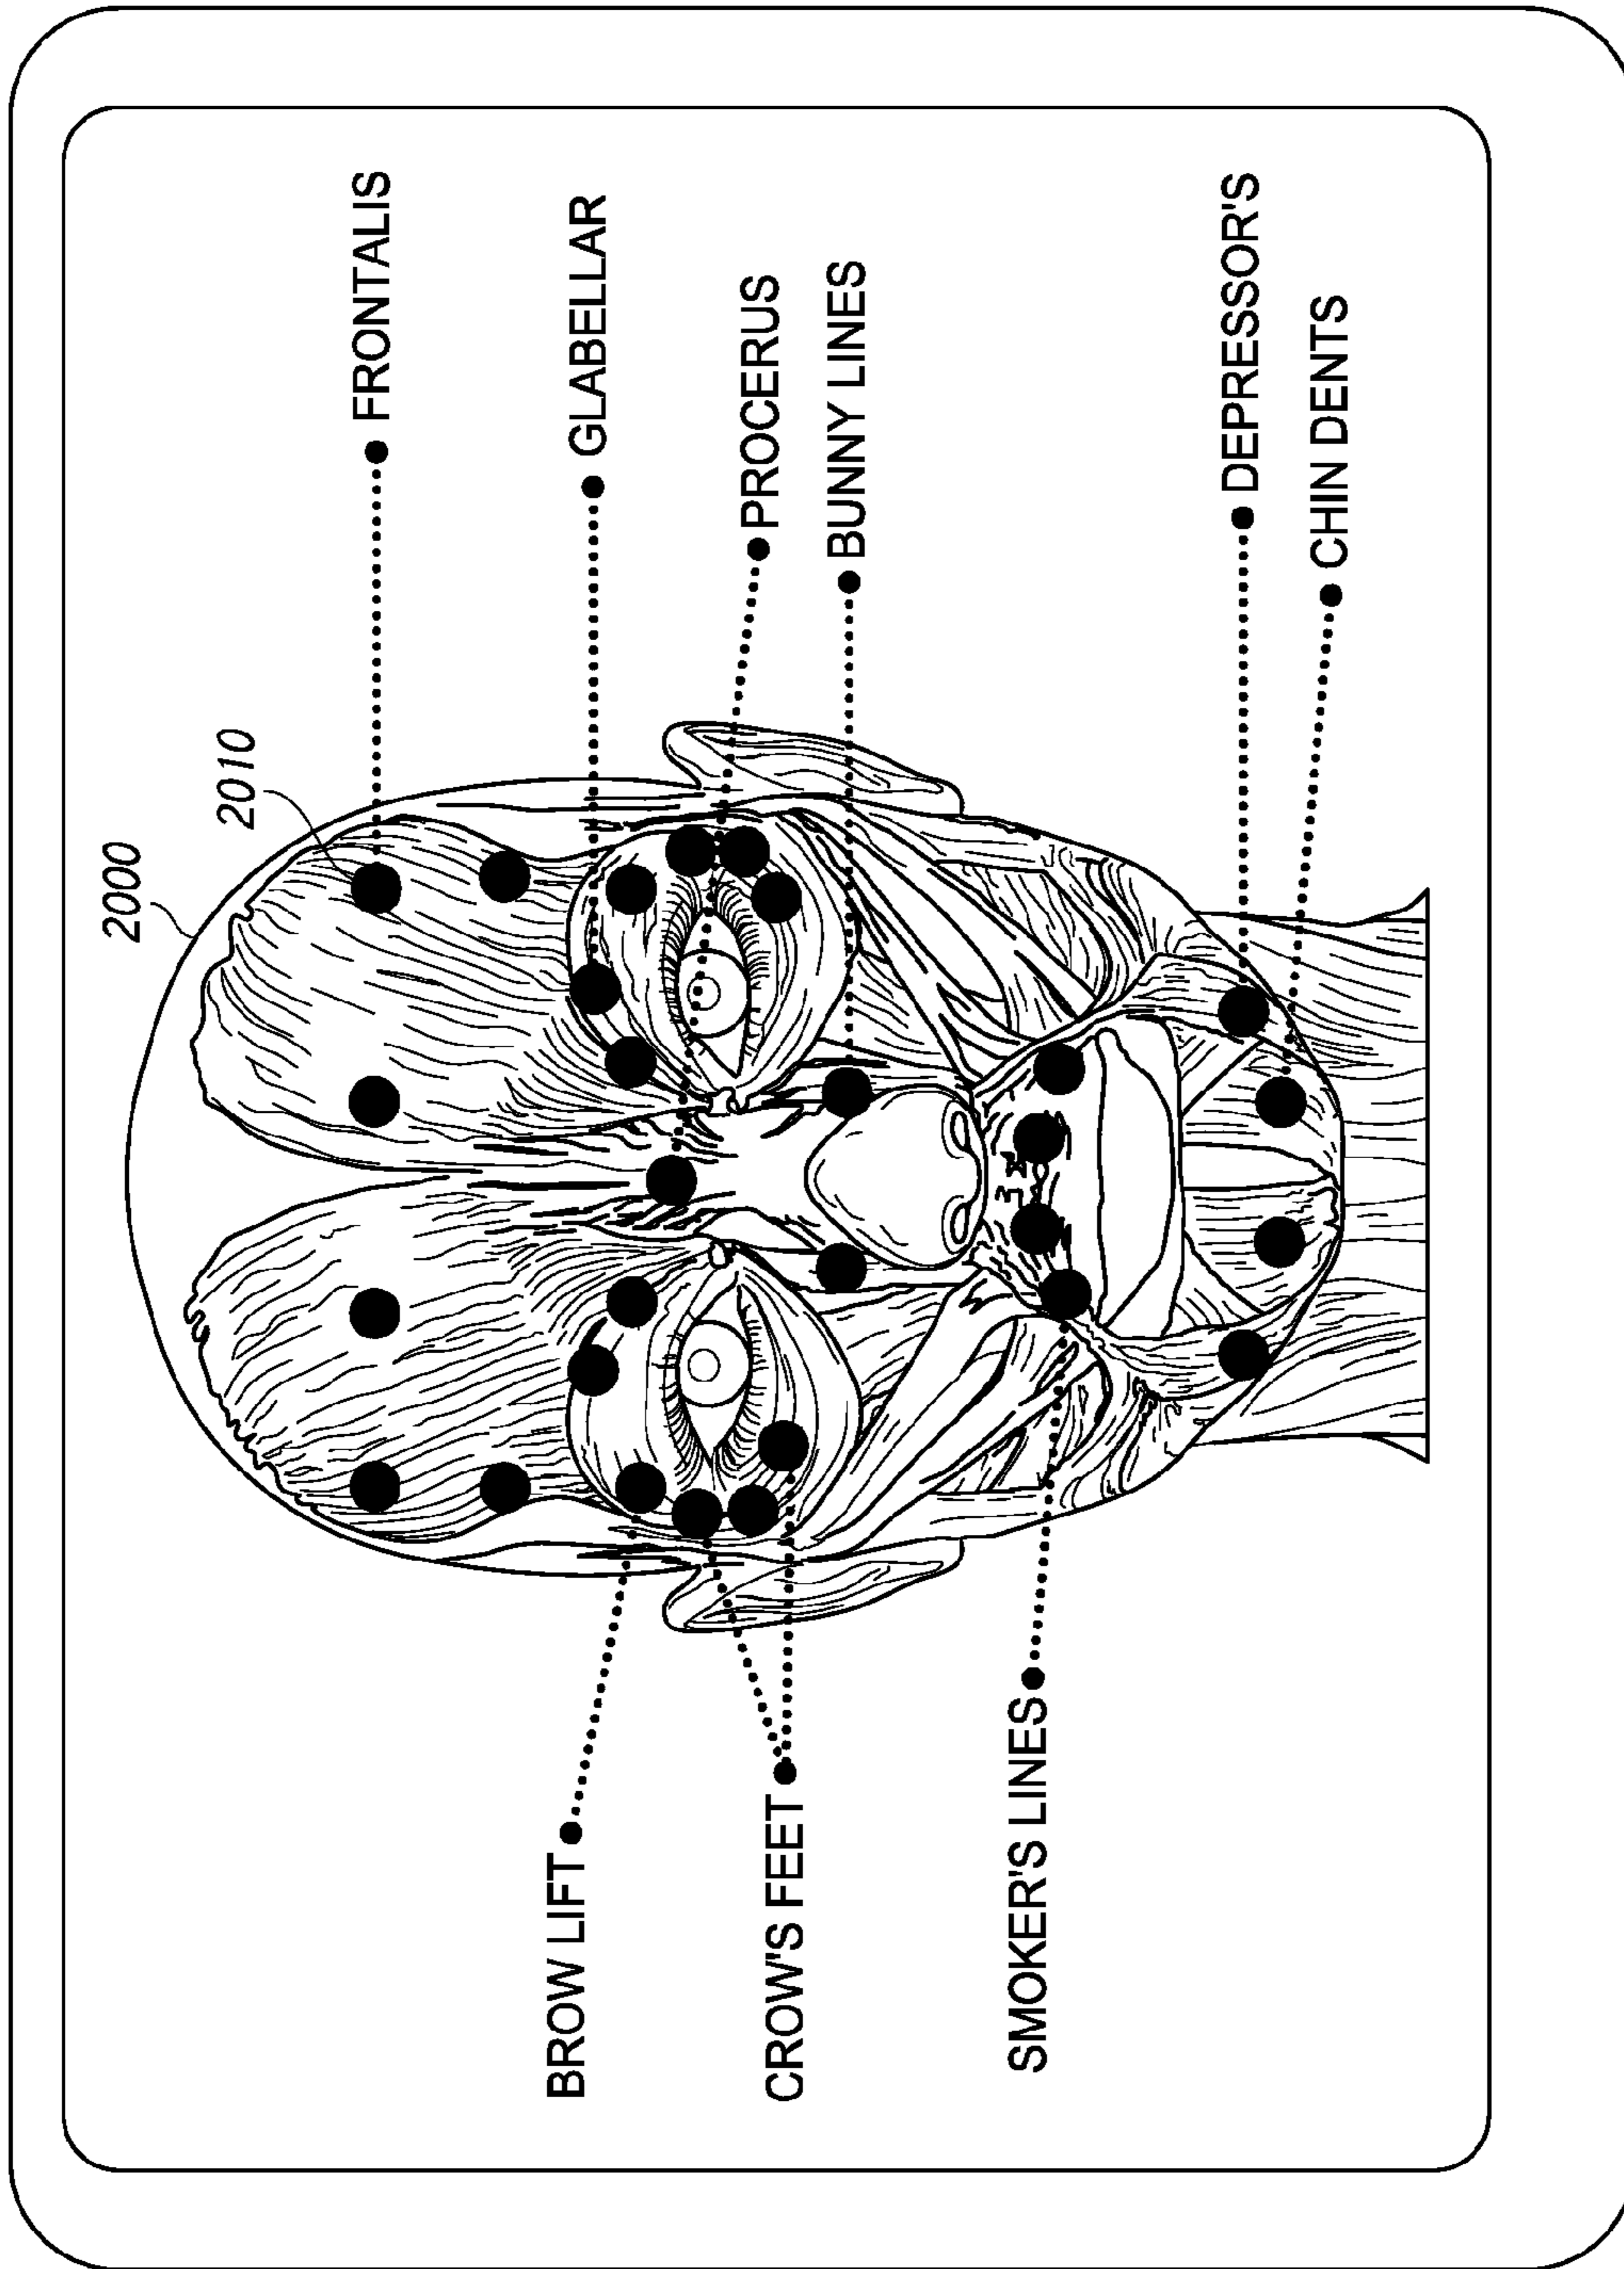 2000
2010
FRONTALIS
GLABELLAR
PROCERUS
BUNNY LINES
DEPRESSOR'S
CHIN DENTS
BROW LIFT
CROW'S FEET
SMOKER'S LINES